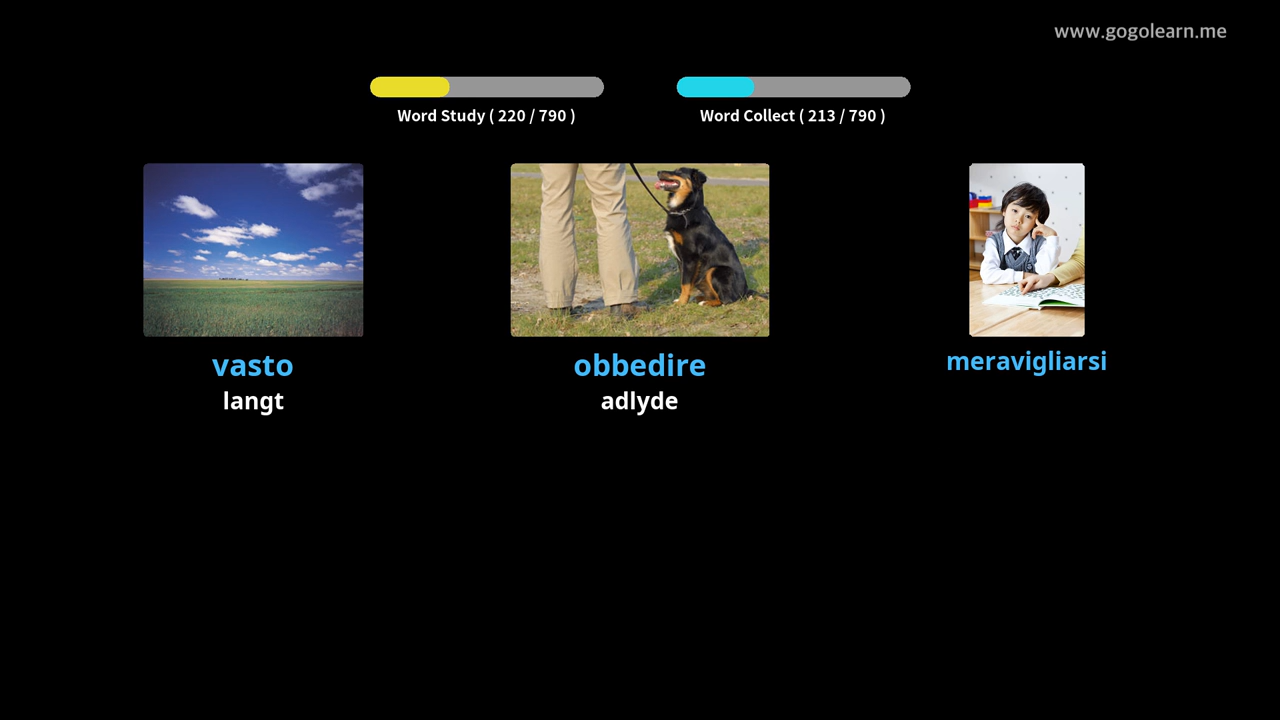 www.gogolearn.me
Word Study ( 220 / 790 )
Word Collect ( 213 / 790 )
vasto
langt
obbedire
adlyde
meravigliarsi